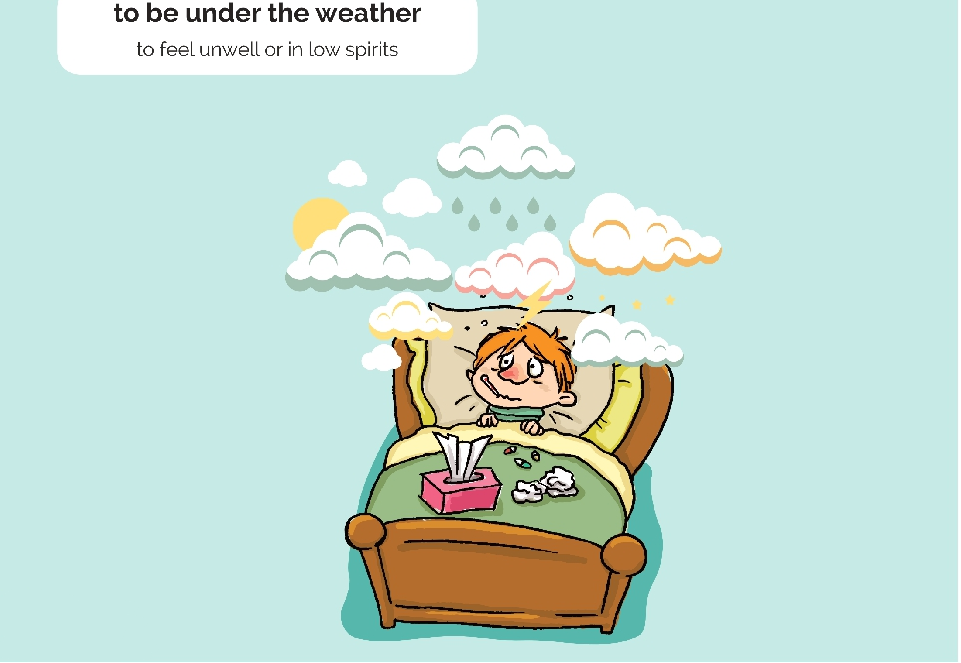 to be under the weather
to feel unwell or in low spirits